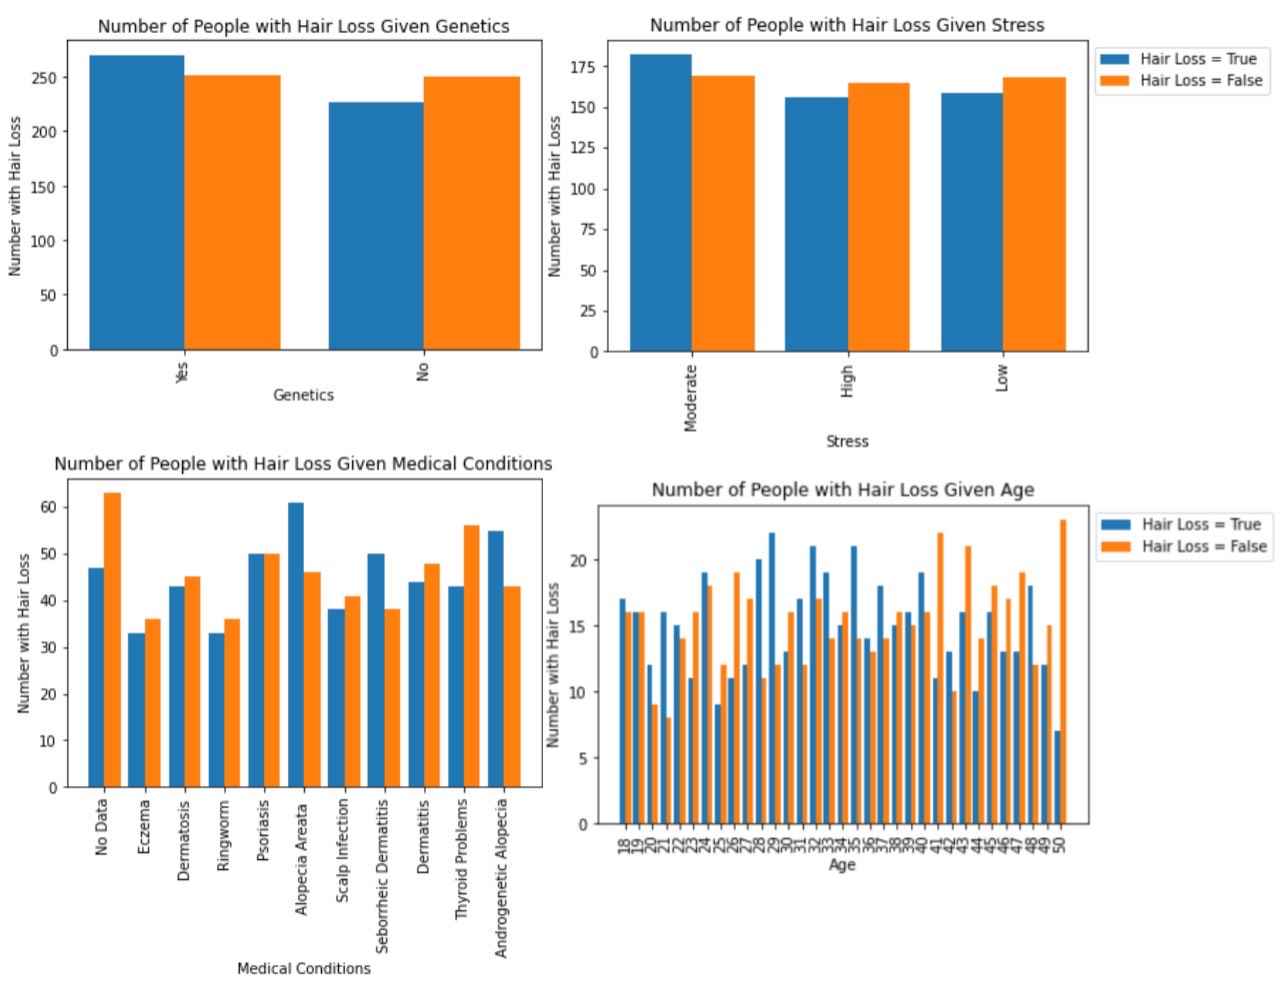 Number of People with Hair Loss Given Genetics
Number with Hair Loss
250
200
150
100
50
0
Yes
No
Genetics
Number of People with Hair Loss Given Stress
Number with Hair Loss
175
150
125
100
75
50
25
0
Moderate
High
Low
Stress
Hair Loss = True
Hair Loss = False
Number of People with Hair Loss Given Medical Conditions
Number with Hair Loss
60
50
40
30
20
10
0
No Data
Eczema
Dermatosis
Ringworm
Psoriasis
Alopecia Areata
Scalp Infection
Seborrheic Dermatitis
Dermatitis
Thyroid Problems
Androgenetic Alopecia
Medical Conditions
Number of People with Hair Loss Given Age
Number with Hair Loss
20
15
10
5
0
18
19
20
21
22
23
24
25
26
27
28
29
30
31
32
33
34
35
36
37
38
39
40
41
42
43
44
45
46
47
48
49
50
Age
Hair Loss = True
Hair Loss = False